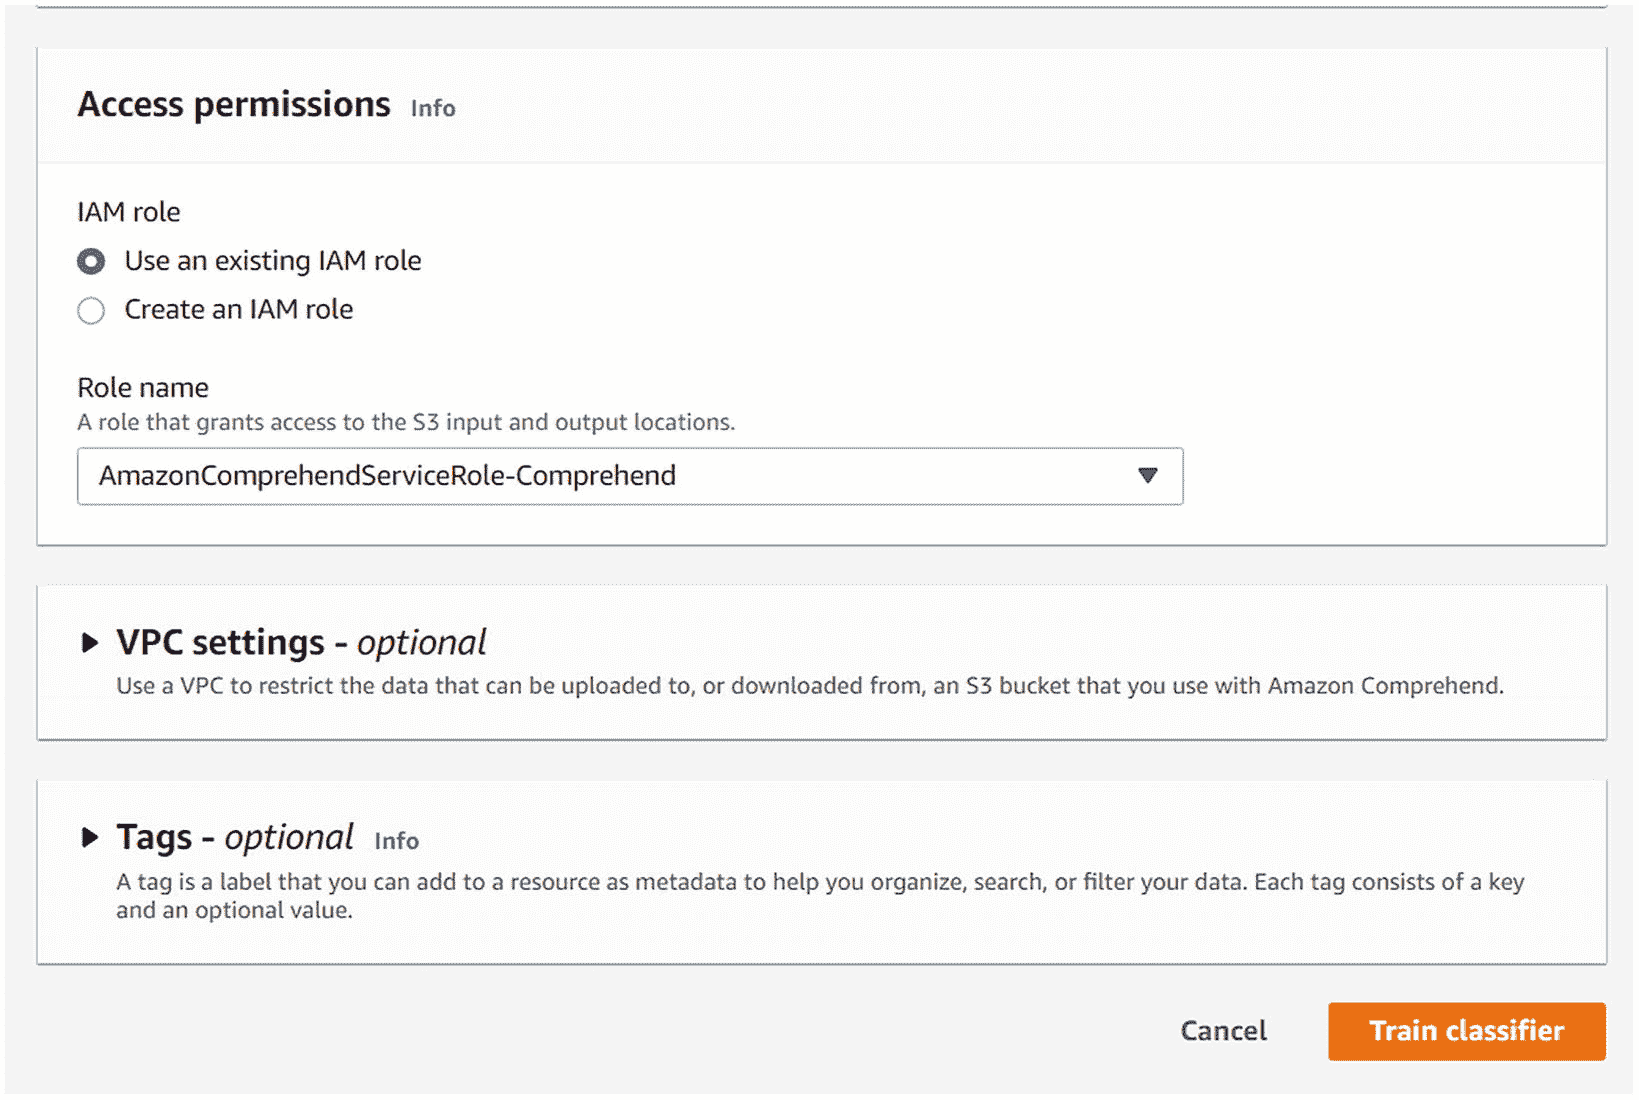 Access permissions Info
IAM role
Use an existing IAM role
Create an IAM role
Role name
A role that grants access to the S3 input and output locations.
AmazonComprehendServiceRole-Comprehend
VPC settings - optional
Use a VPC to restrict the data that can be uploaded to, or downloaded from, an S3 bucket that you use with Amazon Comprehend.
Tags - optional Info
A tag is a label that you can add to a resource as metadata to help you organize, search, or filter your data. Each tag consists of a key
and an optional value.
Cancel Train classifier